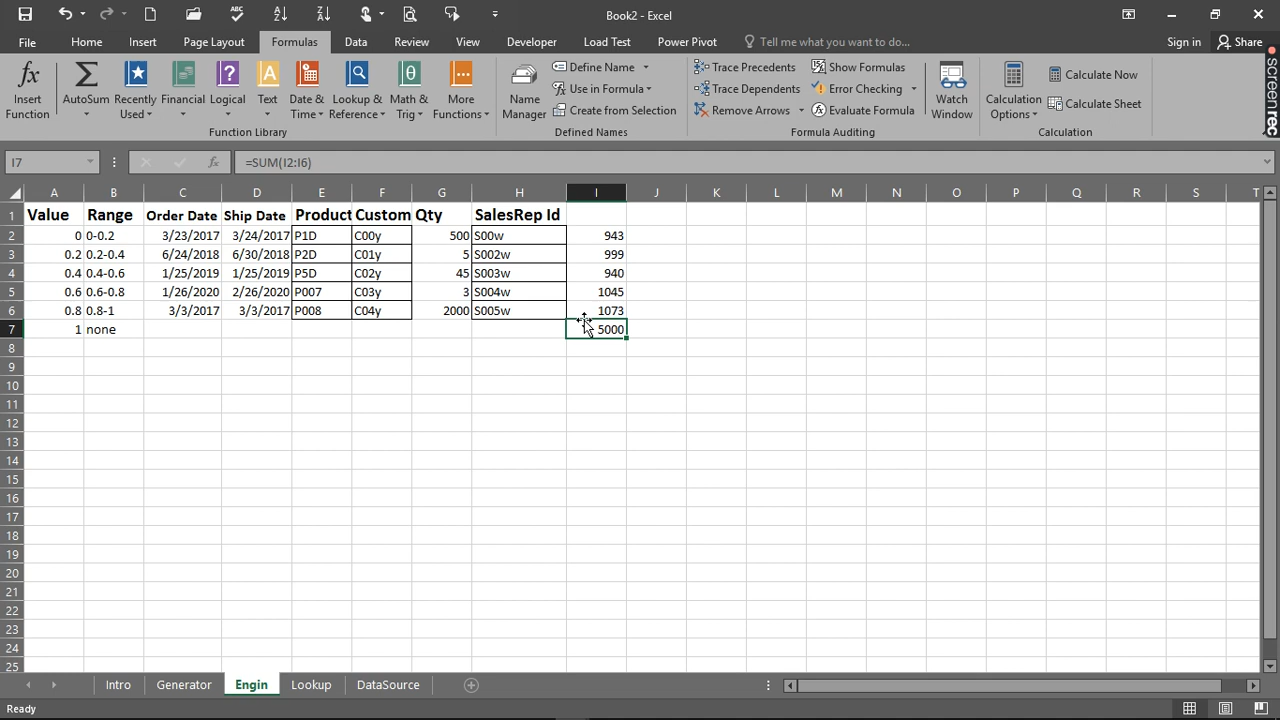 Book2 - Excel
File Home Insert Page Layout Formulas Data Review View Developer Load Test Power Pivot Tell me what you want to do... Sign in Share
fx Insert Function
Σ AutoSum
Recently Used
Financial
Logical
Text
Date & Time
Lookup & Reference
Math & Trig
More Functions
Function Library
Name Manager
Define Name
Use in Formula
Create from Selection
Defined Names
Trace Precedents
Trace Dependents
Remove Arrows
Show Formulas
Error Checking
Evaluate Formula
Formula Auditing
Watch Window
Calculation Options
Calculate Now
Calculate Sheet
Calculation
screenrec
I7 fx =SUM(I2:I6)
A B C D E F G H I J K L M N O P Q R S T
1 Value Range Order Date Ship Date Product Custom Qty SalesRep Id
2 0 0-0.2 3/23/2017 3/24/2017 P1D C00y 500 S00w 943
3 0.2 0.2-0.4 6/24/2018 6/30/2018 P2D C01y 5 S002w 999
4 0.4 0.4-0.6 1/25/2019 1/25/2019 P5D C02y 45 S003w 940
5 0.6 0.6-0.8 1/26/2020 2/26/2020 P007 C03y 3 S004w 1045
6 0.8 0.8-1 3/3/2017 3/3/2017 P008 C04y 2000 S005w 1073
7 1 none 5000
8
9
10
11
12
13
14
15
16
17
18
19
20
21
22
23
24
25
Intro Generator Engin Lookup DataSource
Ready